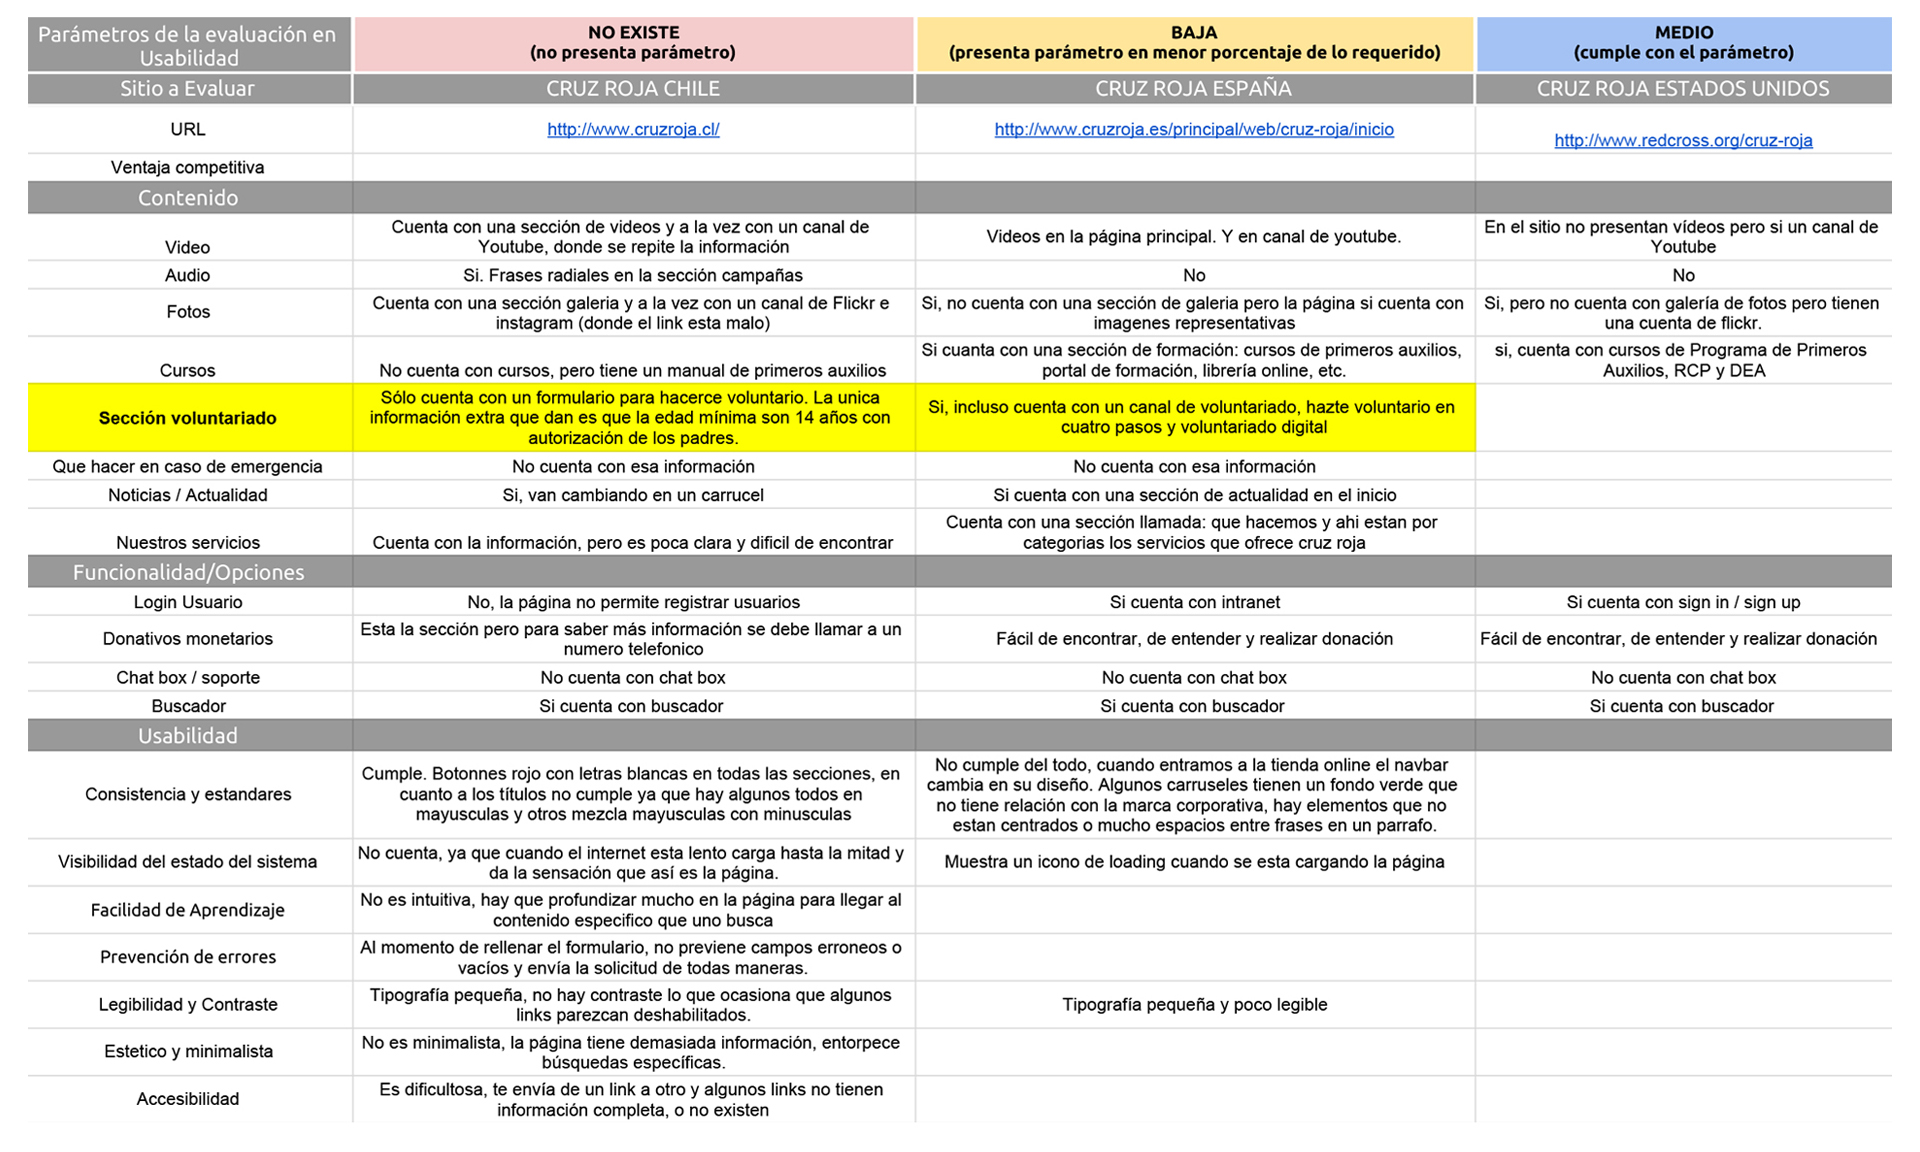 Parámetros de la evaluación en
Usabilidad
NO EXISTE
(no presenta parámetro)
BAJA
(presenta parámetro en menor porcentaje de lo requerido)
MEDIO
(cumple con el parámetro)
Sitio a Evaluar
CRUZ ROJA CHILE
CRUZ ROJA ESPAÑA
CRUZ ROJA ESTADOS UNIDOS
URL
http://www.cruzroja.cl/
http://www.cruzroja.es/principal/web/cruz-roja/inicio
http://www.redcross.org/cruz-roja
Ventaja competitiva
Contenido
Video
Cuenta con una sección de videos y a la vez con un canal de
Youtube, donde se repite la información
Videos en la página principal. Y en canal de youtube.
En el sitio no presentan vídeos pero si un canal de
Youtube
Audio
Si. Frases radiales en la sección campañas
No
No
Fotos
Cuenta con una sección galeria y a la vez con un canal de Flickr e
instagram (donde el link esta malo)
Si, no cuenta con una sección de galeria pero la página si cuenta con
imagenes representativas
Si, pero no cuenta con galería de fotos pero tienen
una cuenta de flickr.
Cursos
No cuenta con cursos, pero tiene un manual de primeros auxilios
Si cuanta con una sección de formación: cursos de primeros auxilios,
portal de formación, librería online, etc.
si, cuenta con cursos de Programa de Primeros
Auxilios, RCP y DEA
Sección voluntariado
Sólo cuenta con un formulario para hacerce voluntario. La unica
información extra que dan es que la edad mínima son 14 años con
autorización de los padres.
Si, incluso cuenta con un canal de voluntariado, hazte voluntario en
cuatro pasos y voluntariado digital
Que hacer en caso de emergencia
No cuenta con esa información
No cuenta con esa información
Noticias / Actualidad
Si, van cambiando en un carrucel
Si cuenta con una sección de actualidad en el inicio
Nuestros servicios
Cuenta con la información, pero es poca clara y dificil de encontrar
Cuenta con una sección llamada: que hacemos y ahi estan por
categorias los servicios que ofrece cruz roja
Funcionalidad/Opciones
Login Usuario
No, la página no permite registrar usuarios
Si cuenta con intranet
Si cuenta con sign in / sign up
Donativos monetarios
Esta la sección pero para saber más información se debe llamar a un
numero telefonico
Fácil de encontrar, de entender y realizar donación
Fácil de encontrar, de entender y realizar donación
Chat box / soporte
No cuenta con chat box
No cuenta con chat box
No cuenta con chat box
Buscador
Si cuenta con buscador
Si cuenta con buscador
Si cuenta con buscador
Usabilidad
Consistencia y estandares
Cumple. Botonnes rojo con letras blancas en todas las secciones, en
cuanto a los títulos no cumple ya que hay algunos todos en
mayusculas y otros mezcla mayusculas con minusculas
No cumple del todo, cuando entramos a la tienda online el navbar
cambia en su diseño. Algunos carruseles tienen un fondo verde que
no tiene relación con la marca corporativa, hay elementos que no
estan centrados o mucho espacios entre frases en un parrafo.
Visibilidad del estado del sistema
No cuenta, ya que cuando el internet esta lento carga hasta la mitad y
da la sensación que así es la página.
Muestra un icono de loading cuando se esta cargando la página
Facilidad de Aprendizaje
No es intuitiva, hay que profundizar mucho en la página para llegar al
contenido especifico que uno busca
Prevención de errores
Al momento de rellenar el formulario, no previene campos erroneos o
vacíos y envía la solicitud de todas maneras.
Legibilidad y Contraste
Tipografía pequeña, no hay contraste lo que ocasiona que algunos
links parezcan deshabilitados.
Tipografía pequeña y poco legible
Estetico y minimalista
No es minimalista, la página tiene demasiada información, entorpece
búsquedas específicas.
Accesibilidad
Es dificultosa, te envía de un link a otro y algunos links no tienen
información completa, o no existen